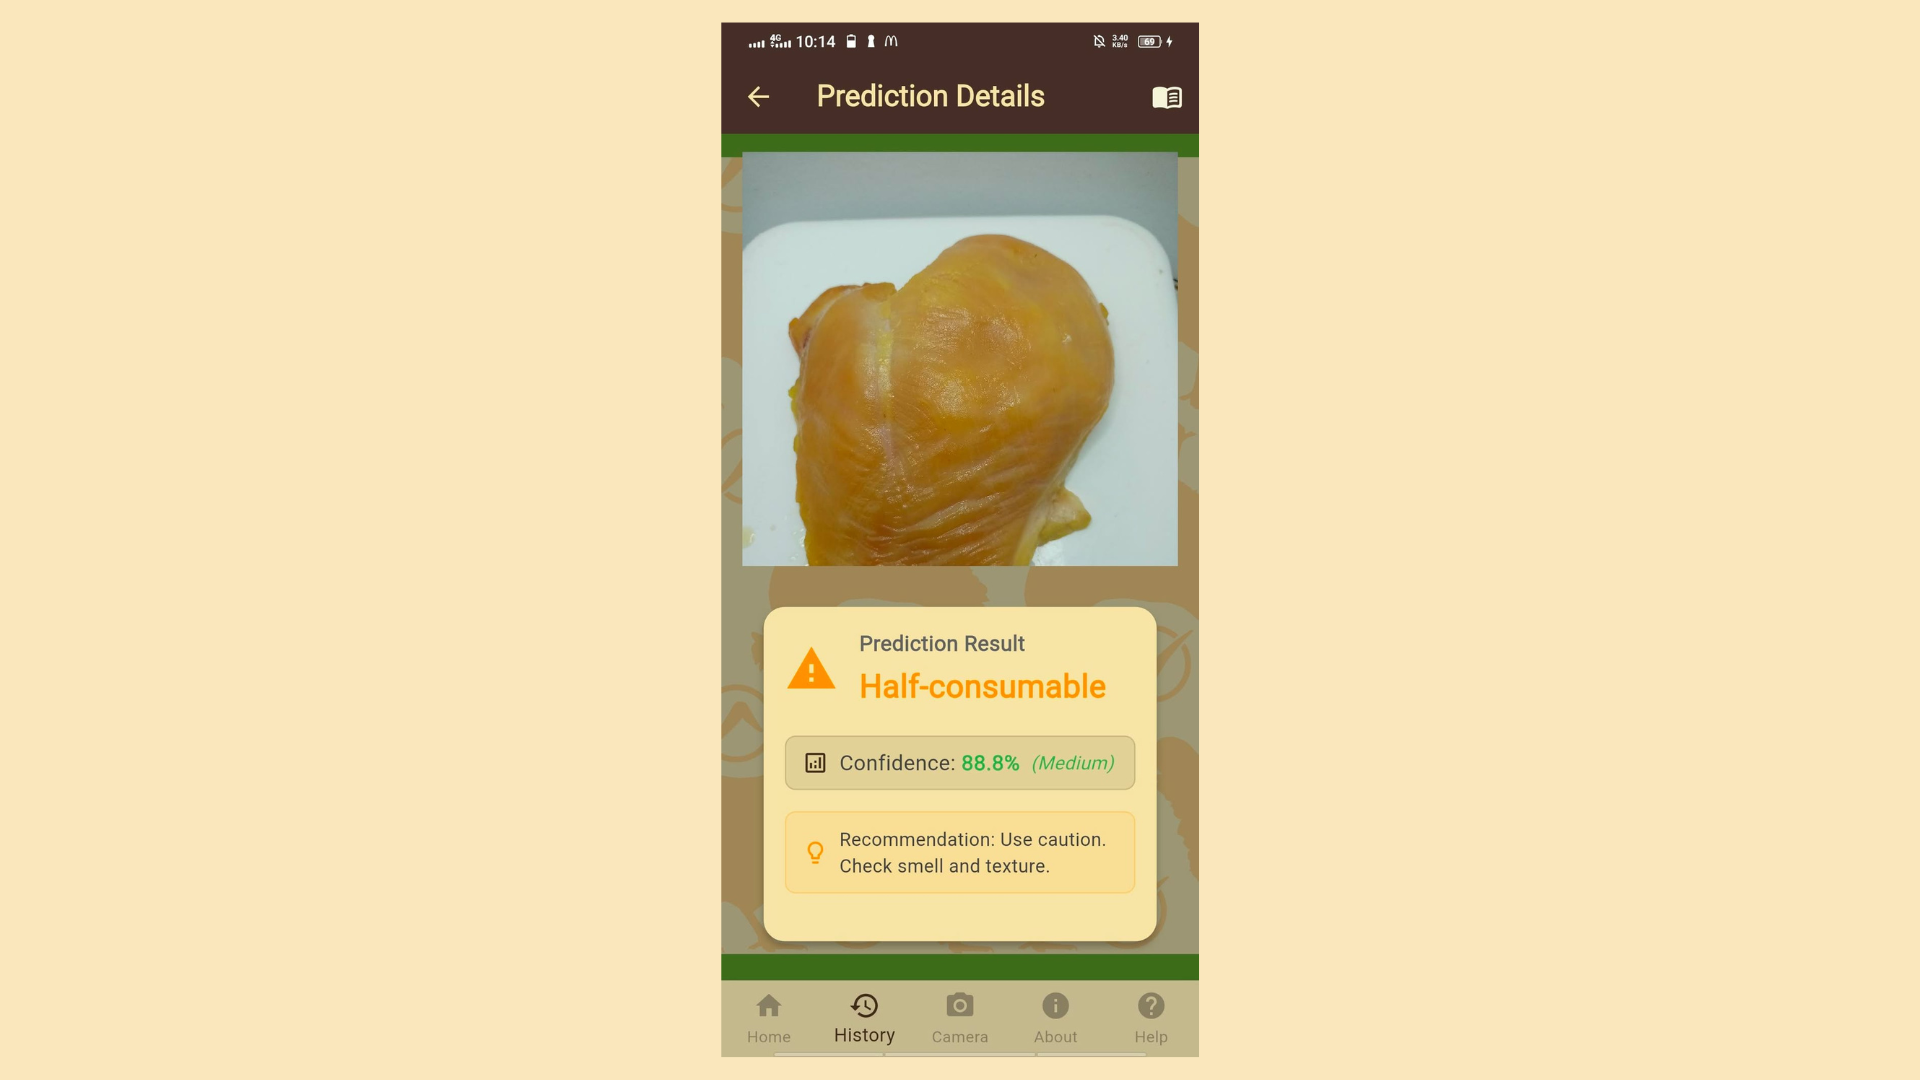 4G 10:14 3.40 KB/s 69
Prediction Details
Prediction Result
Half-consumable
Confidence: 88.8% (Medium)
Recommendation: Use caution.
Check smell and texture.
Home History Camera About Help